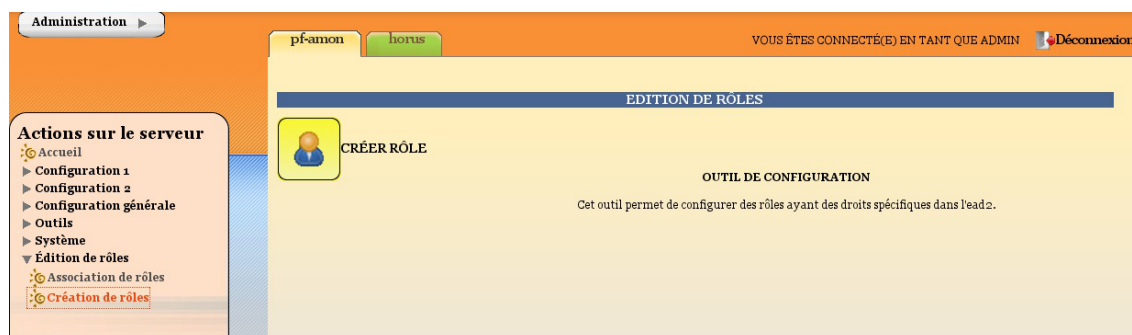 Administration
pf-amon
horus
VOUS ÊTES CONNECTÉ(E) EN TANT QUE ADMIN
Déconnexion
EDITION DE RÔLES
CRÉER RÔLE
OUTIL DE CONFIGURATION
Cet outil permet de configurer des rôles ayant des droits spécifiques dans l'ead2.
Actions sur le serveur
Accueil
Configuration 1
Configuration 2
Configuration générale
Outils
Système
Édition de rôles
Association de rôles
Création de rôles